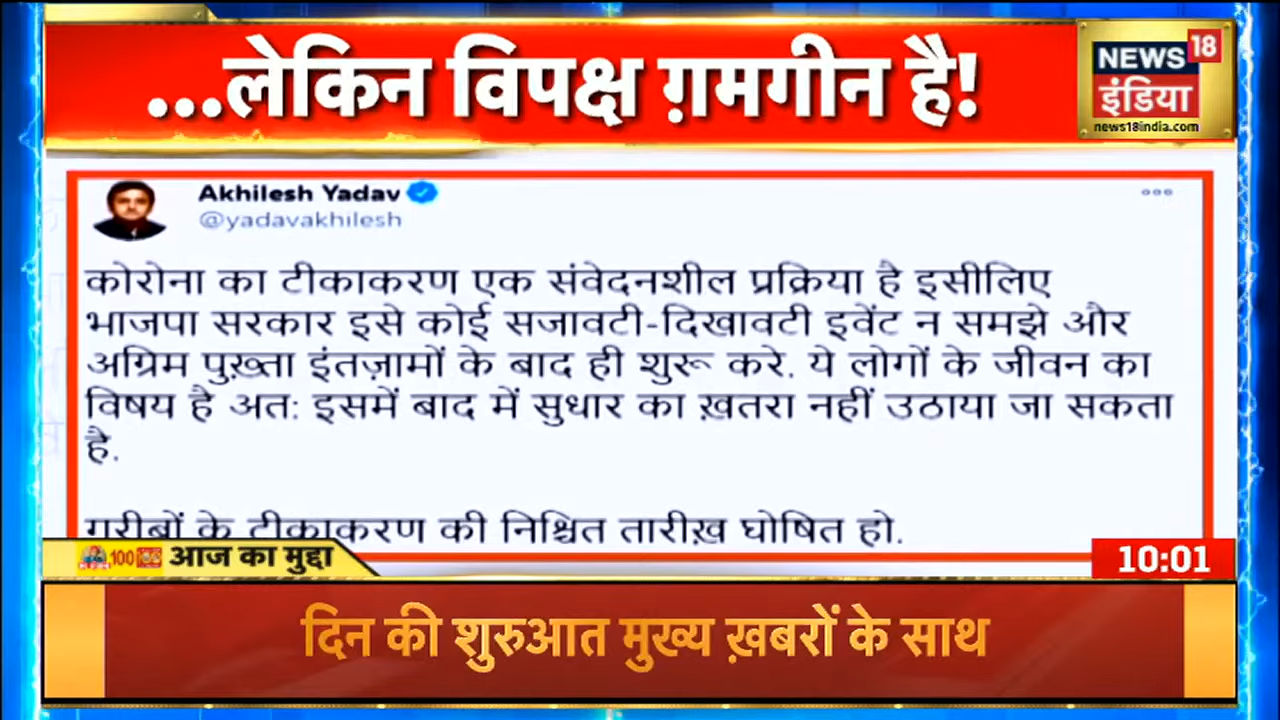 ...लेकिन विपक्ष ग़मगीन है!
NEWS 18
इंडिया
news18india.com
Akhilesh Yadav
@yadavakhilesh
कोरोना का टीकाकरण एक संवेदनशील प्रक्रिया है इसीलिए
भाजपा सरकार इसे कोई सजावटी-दिखावटी इवेंट न समझे और
अग्रिम पुख़्ता इंतज़ामों के बाद ही शुरू करे. ये लोगों के जीवन का
विषय है अत: इसमें बाद में सुधार का ख़तरा नहीं उठाया जा सकता
है.
ग़रीबों के टीकाकरण की निश्चित तारीख़ घोषित हो.
100
आज का मुद्दा
10:01
दिन की शुरुआत मुख्य ख़बरों के साथ